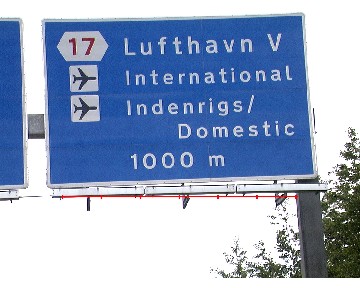 17 Lufthavn V
International
Indenrigs/
Domestic
1000 m